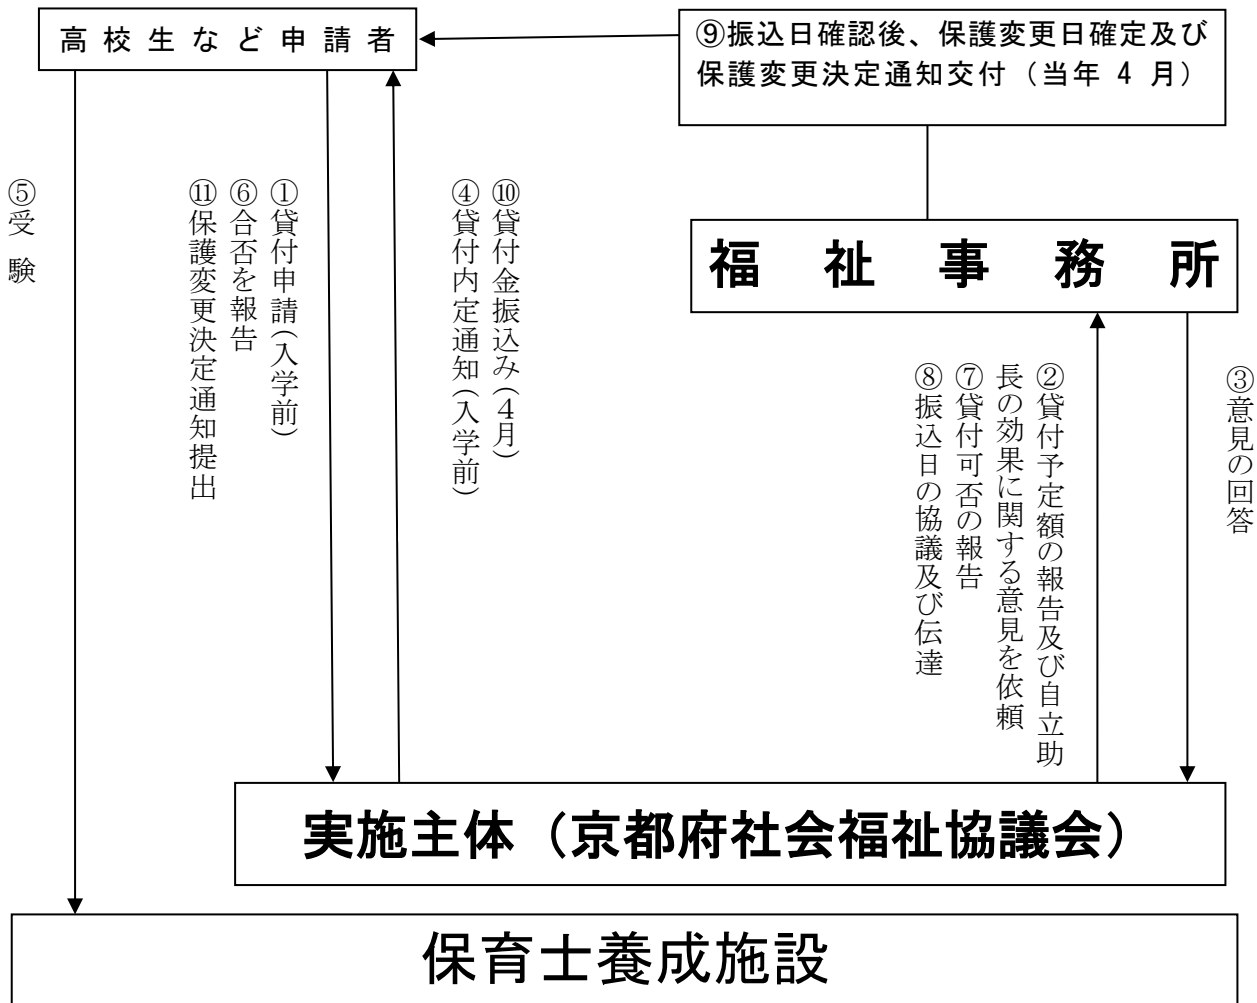 高校生など申請者
⑨振込日確認後、保護変更日確定及び
保護変更決定通知交付（当年 4 月）
⑤受験
①貸付申請(入学前)
⑥合否を報告
⑪保護変更決定通知提出
⑩貸付金振込み(4月)
④貸付内定通知(入学前)
福祉事務所
②貸付予定額の報告及び自立助
長の効果に関する意見を依頼
⑦貸付可否の報告
⑧振込日の協議及び伝達
③意見の回答
実施主体（京都府社会福祉協議会）
保育士養成施設